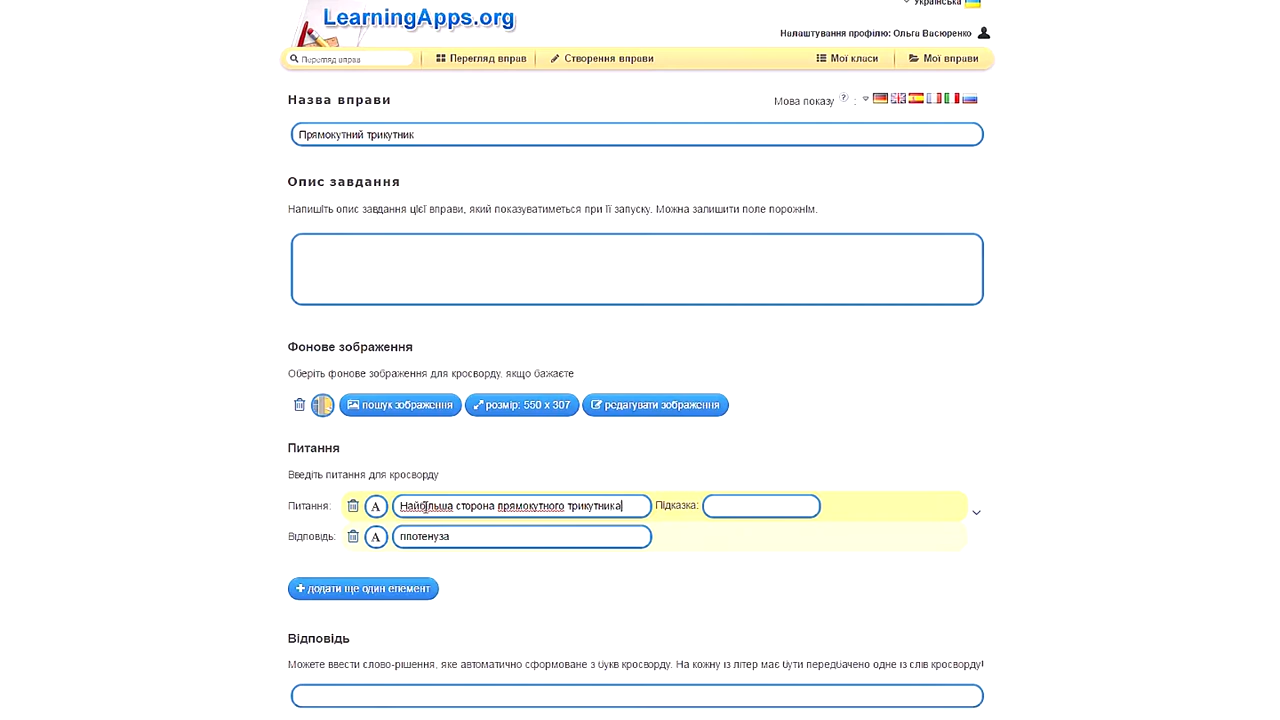 Українська
LearningApps.org
Налаштування профілю: Ольга Васюренко
Перегляд вправ
Перегляд вправ
Створення вправи
Мої класи
Мої вправи
Назва вправи
Мова показу ? :
Прямокутний трикутник
Опис завдання
Напишіть опис завдання цієї вправи, який показуватиметься при її запуску. Можна залишити поле порожнім.
Фонове зображення
Оберіть фонове зображення для кросворду, якщо бажаєте
пошук зображення
розмір: 550 x 307
редагувати зображення
Питання
Введіть питання для кросворду
Питання: A Найбільша сторона прямокутного трикутника Підказка:
Відповідь: A гіпотенуза
додати ще один елемент
Відповідь
Можете ввести слово-рішення, яке автоматично сформоване з букв кросворду. На кожну із літер має бути передбачено одне із слів кросворду!